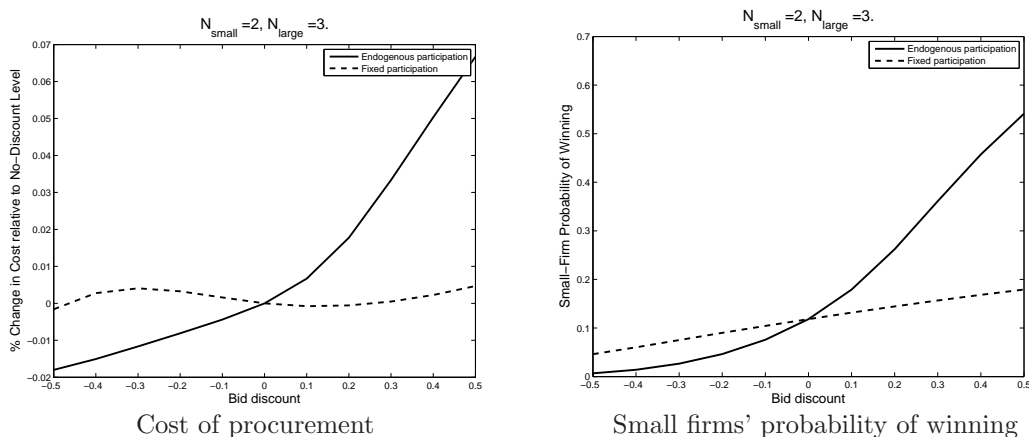 N_small =2, N_large =3.
% Change in Cost relative to No−Discount Level
0.07
0.06
0.05
0.04
0.03
0.02
0.01
0
−0.01
−0.02
Endogenous participation
Fixed participation
−0.5 −0.4 −0.3 −0.2 −0.1 0 0.1 0.2 0.3 0.4 0.5
Bid discount
Cost of procurement
N_small =2, N_large =3.
Small−Firm Probability of Winning
0.7
0.6
0.5
0.4
0.3
0.2
0.1
0
Endogenous participation
Fixed participation
−0.5 −0.4 −0.3 −0.2 −0.1 0 0.1 0.2 0.3 0.4 0.5
Bid discount
Small firms' probability of winning